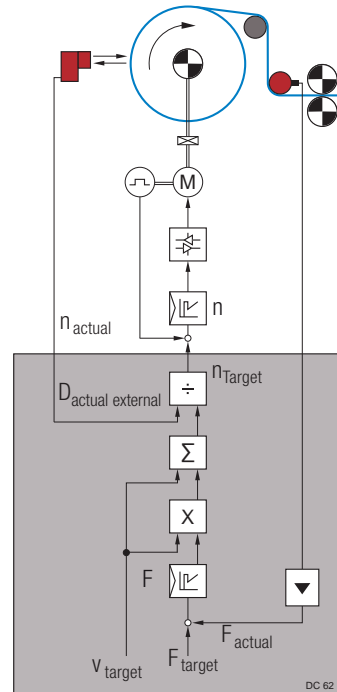 M
n
n actual
n Target
D actual external
÷
Σ
X
F
F actual
v target
F target
DC 62